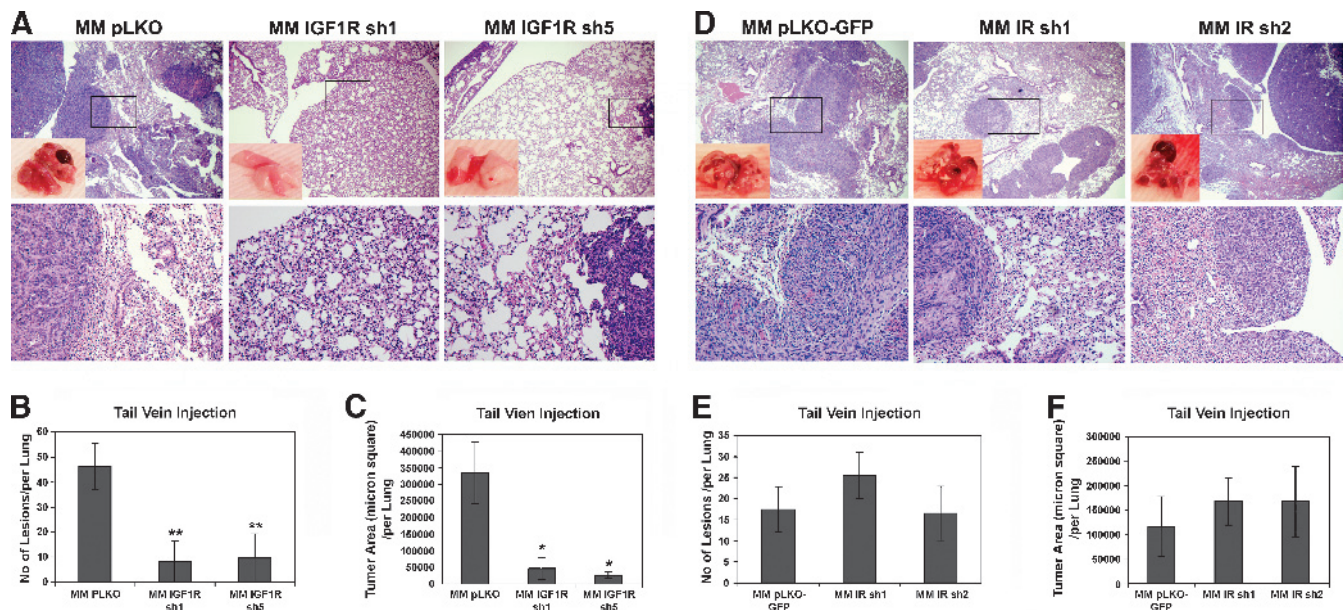 A
MM pLKO MM IGF1R sh1 MM IGF1R sh5
D
MM pLKO-GFP MM IR sh1 MM IR sh2
B
Tail Vein Injection
No of Lesions/per Lung
60
50
40
30
20
10
0
**
**
MM PLKO MM IGF1R sh1 MM IGF1R sh5
C
Tail Vien Injection
Tumer Area (micron square) /per Lung
450000
400000
350000
300000
250000
200000
150000
100000
50000
0
*
*
MM pLKO MM IGF1R sh1 MM IGF1R sh5
E
Tail Vein Injection
No of Lesions /per Lung
35
30
25
20
15
10
5
0
MM pLKO-GFP MM IR sh1 MM IR sh2
F
Tail Vein Injection
Tumer Area (micron square) /per Lung
300000
250000
200000
150000
100000
50000
0
MM pLKO-GFP MM IR sh1 MM IR sh2